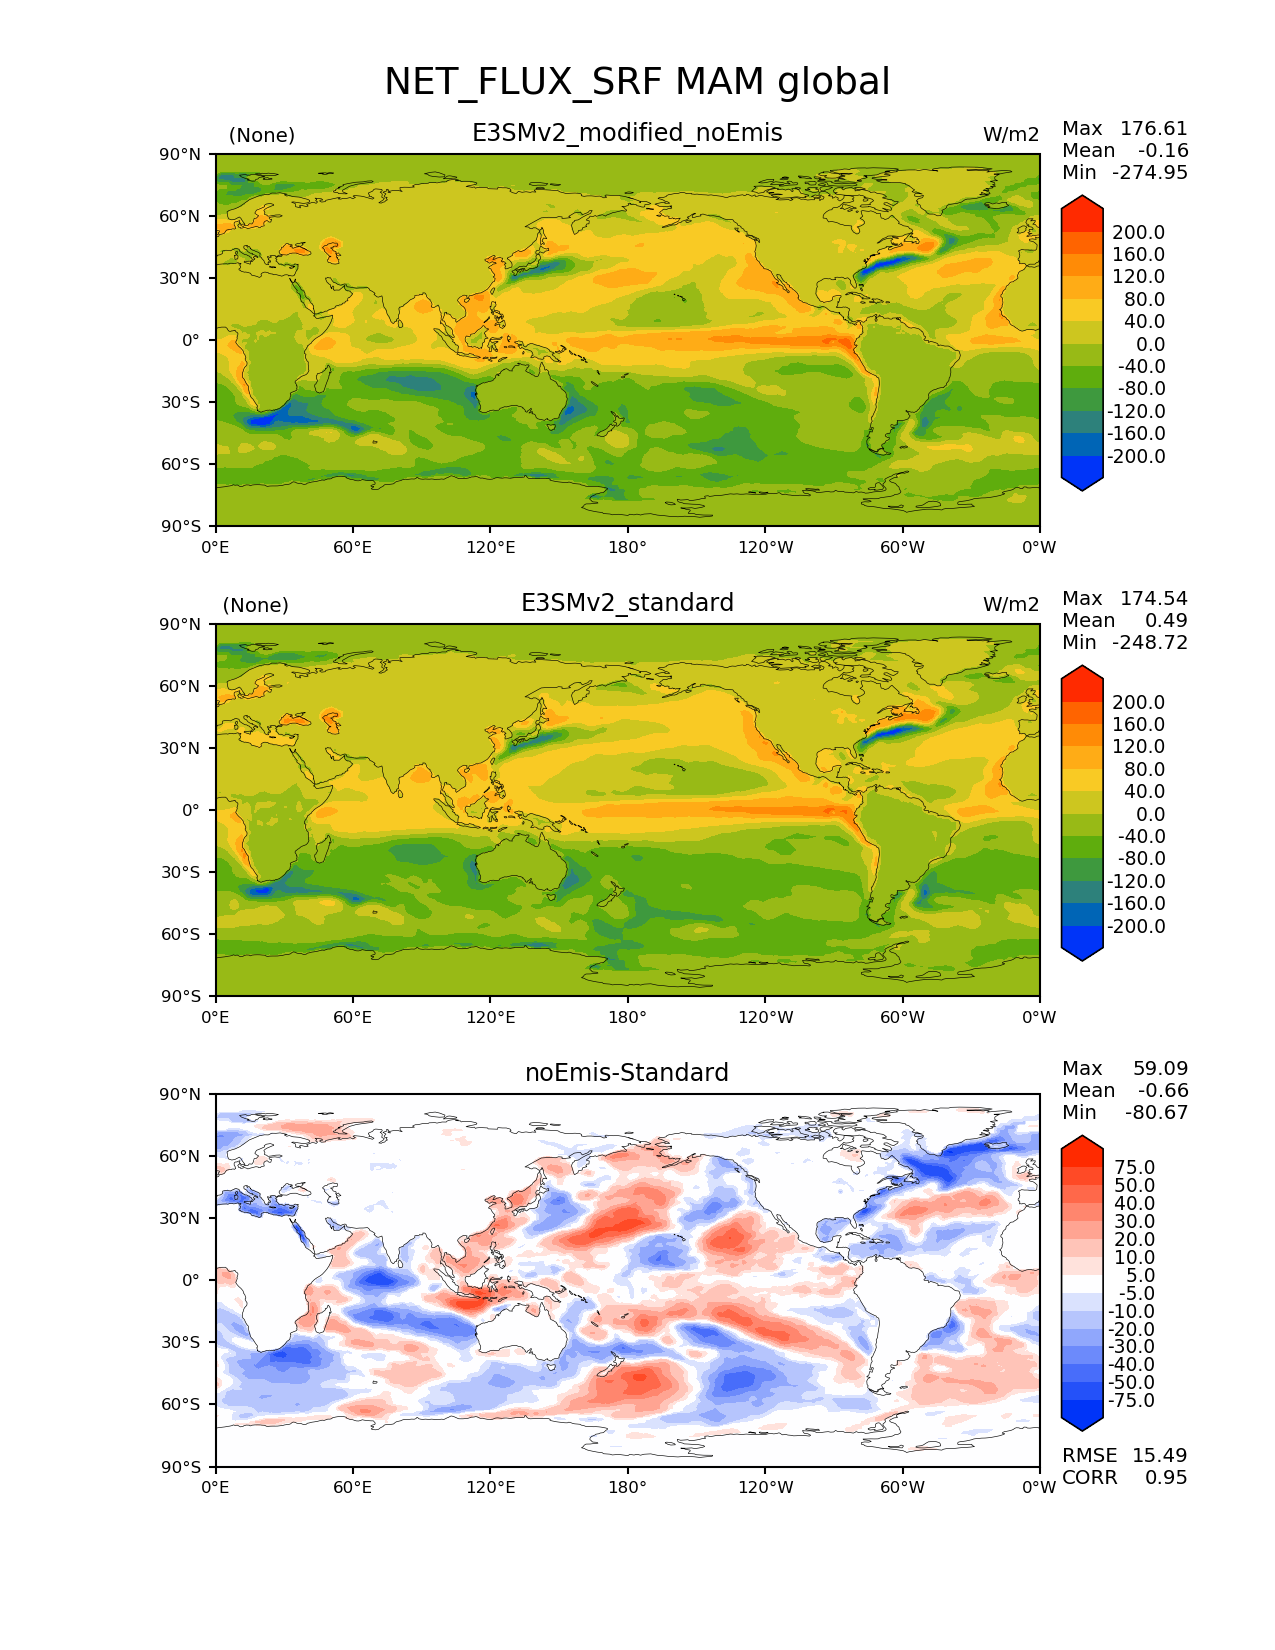 NET_FLUX_SRF MAM global
(None) E3SMv2_modified_noEmis W/m2
Max 176.61
Mean -0.16
Min -274.95
90°N
60°N
30°N
0°
30°S
60°S
90°S
0°E 60°E 120°E 180° 120°W 60°W 0°W
200.0
160.0
120.0
80.0
40.0
0.0
-40.0
-80.0
-120.0
-160.0
-200.0
(None) E3SMv2_standard W/m2
Max 174.54
Mean 0.49
Min -248.72
90°N
60°N
30°N
0°
30°S
60°S
90°S
0°E 60°E 120°E 180° 120°W 60°W 0°W
200.0
160.0
120.0
80.0
40.0
0.0
-40.0
-80.0
-120.0
-160.0
-200.0
noEmis-Standard
Max 59.09
Mean -0.66
Min -80.67
90°N
60°N
30°N
0°
30°S
60°S
90°S
0°E 60°E 120°E 180° 120°W 60°W 0°W
75.0
50.0
40.0
30.0
20.0
10.0
5.0
-5.0
-10.0
-20.0
-30.0
-40.0
-50.0
-75.0
RMSE 15.49
CORR 0.95